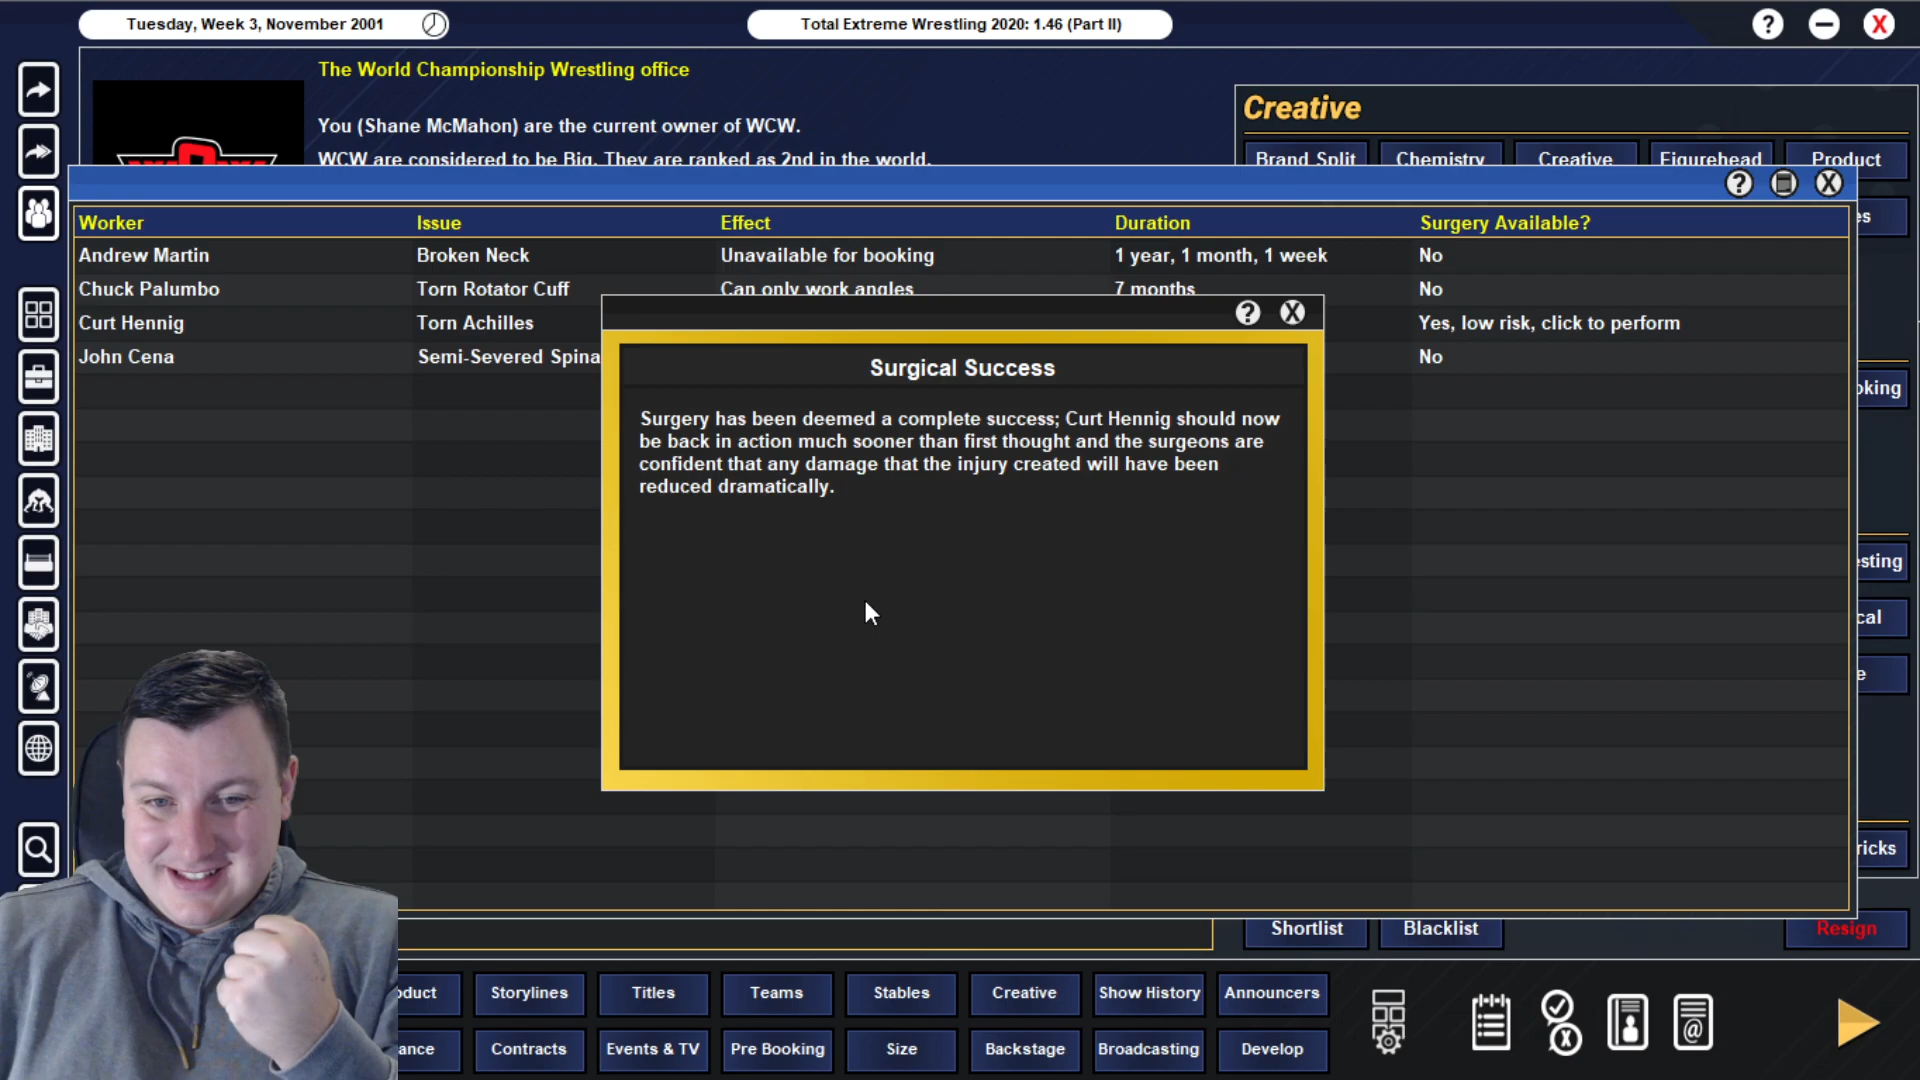 Tuesday, Week 3, November 2001
Total Extreme Wrestling 2020: 1.46 (Part II)
? X
The World Championship Wrestling office
You (Shane McMahon) are the current owner of WCW.
WCW are considered to be Big. They are ranked as 2nd in the world.
Creative
Brand Split Chemistry Creative Figurehead Product
? X
Worker Issue Effect Duration Surgery Available?
Andrew Martin Broken Neck Unavailable for booking 1 year, 1 month, 1 week No
Chuck Palumbo Torn Rotator Cuff Can only work angles 7 months No
Curt Hennig Torn Achilles Yes, low risk, click to perform
John Cena Semi-Severed Spina No
? X
Surgical Success
Surgery has been deemed a complete success; Curt Hennig should now
be back in action much sooner than first thought and the surgeons are
confident that any damage that the injury created will have been
reduced dramatically.
es
oking
esting
cal
e
ricks
Shortlist Blacklist Resign
oduct Storylines Titles Teams Stables Creative Show History Announcers
ance Contracts Events & TV Pre Booking Size Backstage Broadcasting Develop